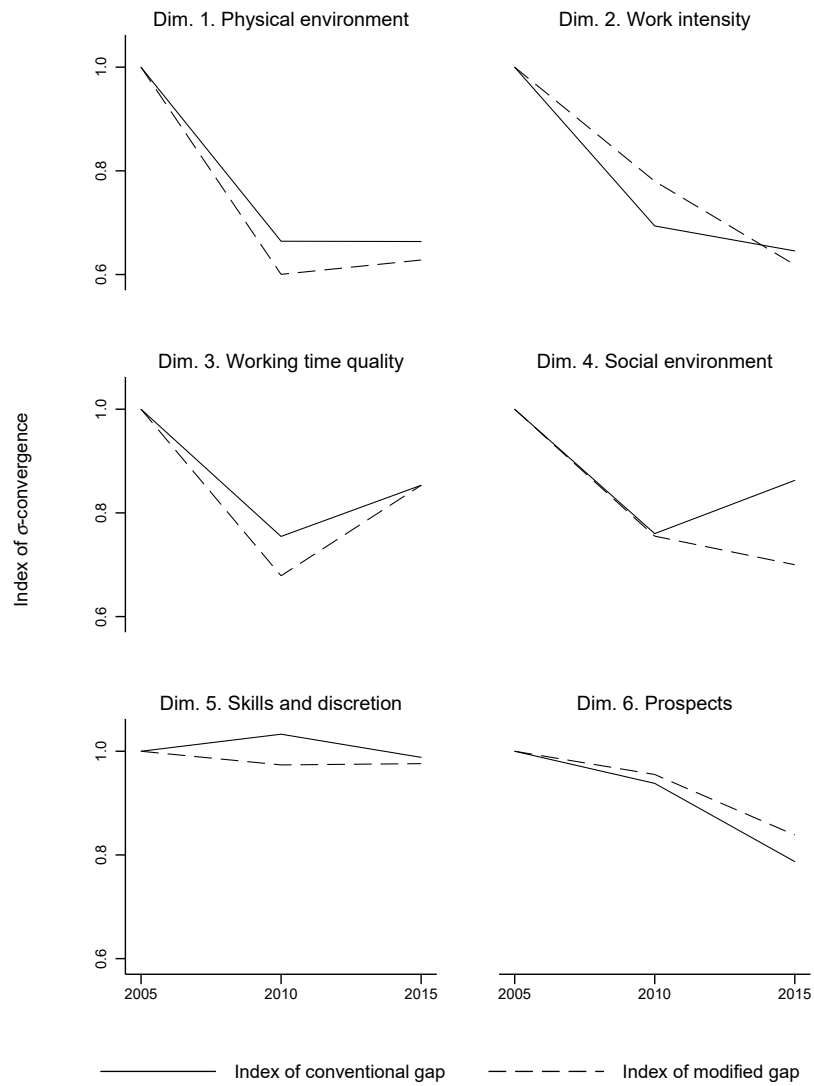 Dim. 1. Physical environment
Dim. 2. Work intensity
1.0
0.8
0.6
Dim. 3. Working time quality
Dim. 4. Social environment
Index of σ-convergence
1.0
0.8
0.6
Dim. 5. Skills and discretion
Dim. 6. Prospects
1.0
0.8
0.6
2005 2010 2015
2005 2010 2015
Index of conventional gap
Index of modified gap